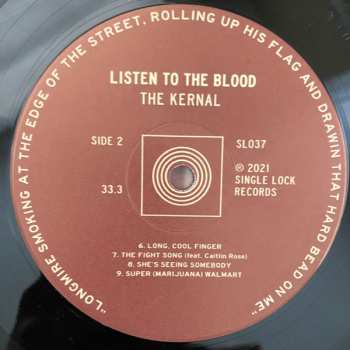 "LONGMIRE SMOKING AT THE EDGE OF THE STREET, ROLLING UP HIS FLAG AND DRAWIN THAT HARD BEAD ON ME"
LISTEN TO THE BLOOD
THE KERNAL
SIDE 2
SL037
33.3
℗ 2021
SINGLE LOCK
RECORDS
6. LONG, COOL FINGER
7. THE FIGHT SONG (feat. Caitlin Rose)
8. SHE'S SEEING SOMEBODY
9. SUPER (MARIJUANA) WALMART